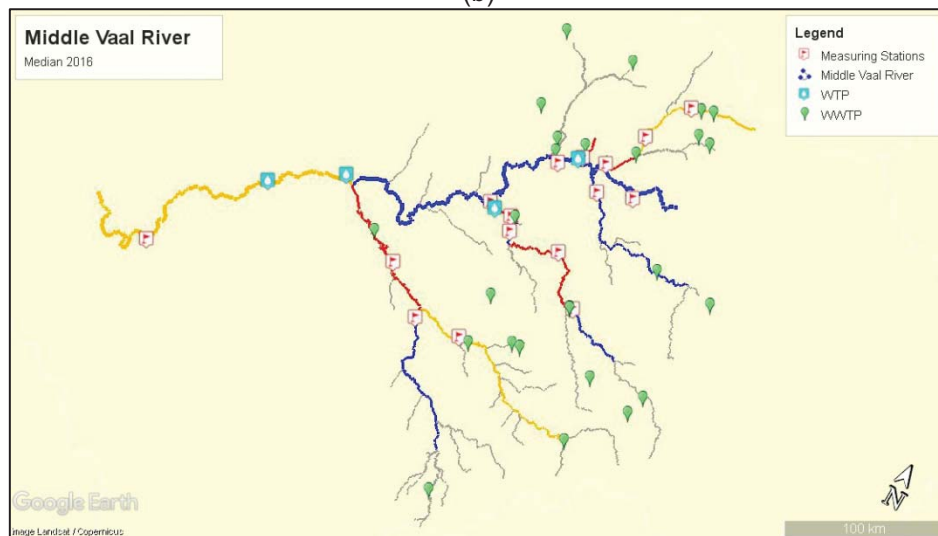 (b)
Middle Vaal River
Median 2016
Legend
Measuring Stations
Middle Vaal River
WTP
WWTP
N
Google Earth
Image Landsat / Copernicus
100 km